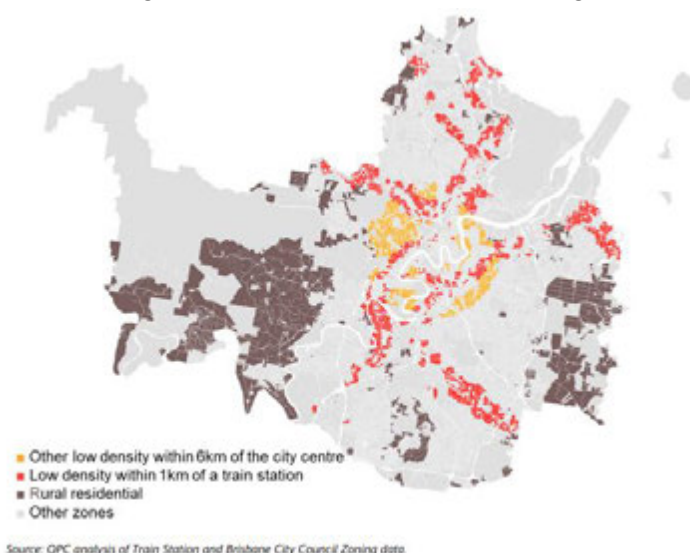 Other low density within 6km of the city centre
Low density within 1km of a train station
Rural residential
Other zones
Source: QPC analysis of Train Station and Brisbane City Council Zoning data.